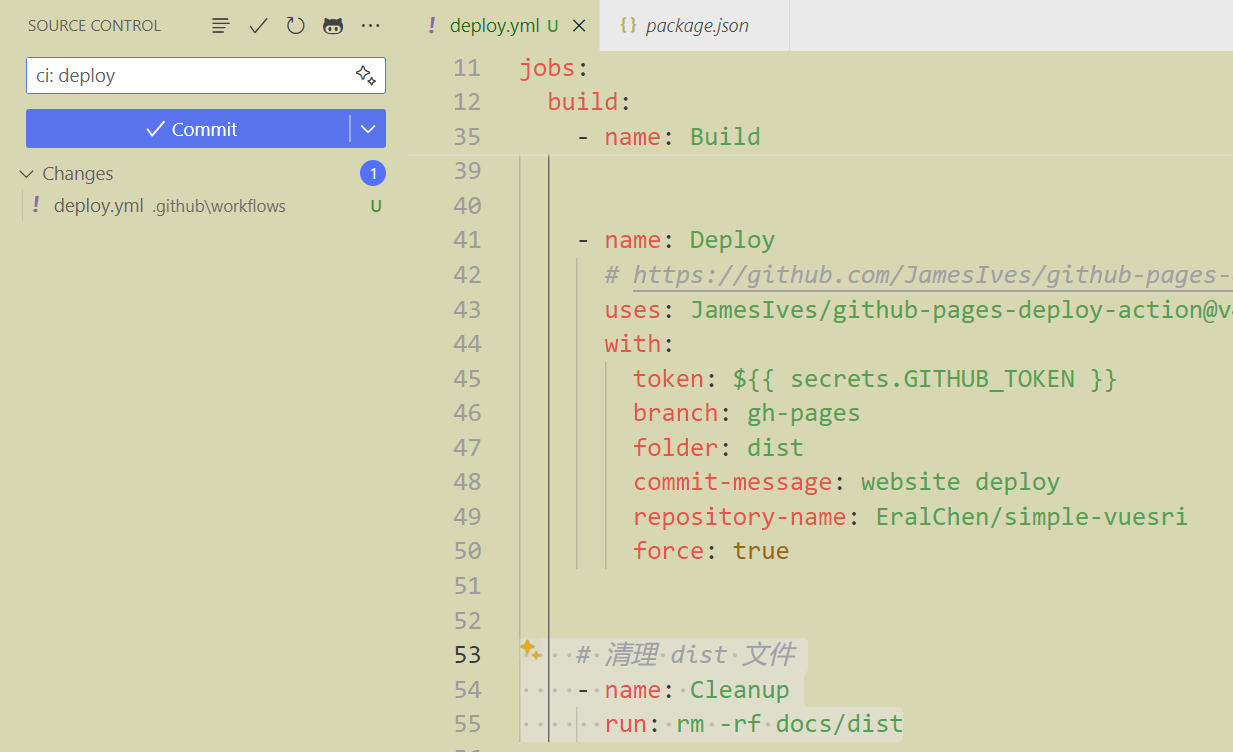 SOURCE CONTROL
ci: deploy
Commit
Changes 1
! deploy.yml .github\workflows U
! deploy.yml U
{} package.json
11 jobs:
12 build:
35 - name: Build
39
40
41 - name: Deploy
42 # https://github.com/JamesIves/github-pages-
43 uses: JamesIves/github-pages-deploy-action@v
44 with:
45 token: ${{ secrets.GITHUB_TOKEN }}
46 branch: gh-pages
47 folder: dist
48 commit-message: website deploy
49 repository-name: EralChen/simple-vuesri
50 force: true
51
52
53 # 清理 dist 文件
54 - name: Cleanup
55 run: rm -rf docs/dist